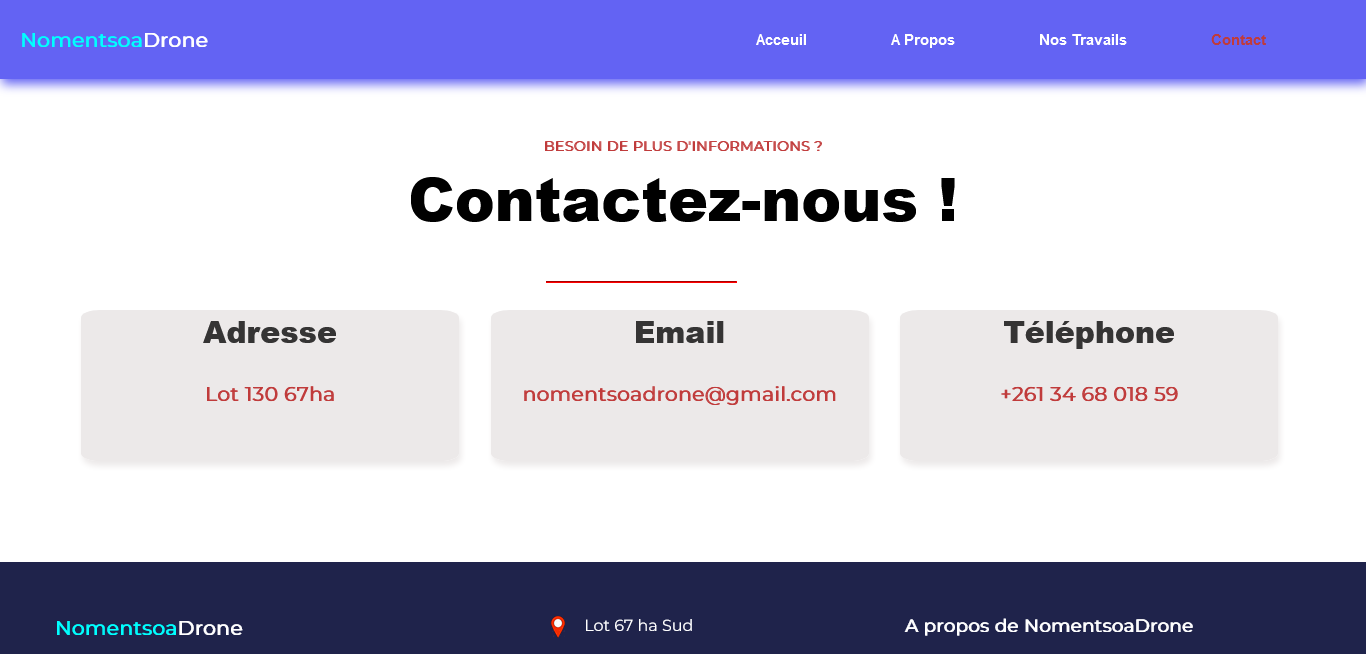 NomentsoaDrone Acceuil A Propos Nos Travails Contact
BESOIN DE PLUS D'INFORMATIONS ?
Contactez-nous !
Adresse
Lot 130 67ha
Email
nomentsoadrone@gmail.com
Téléphone
+261 34 68 018 59
NomentsoaDrone
Lot 67 ha Sud
A propos de NomentsoaDrone